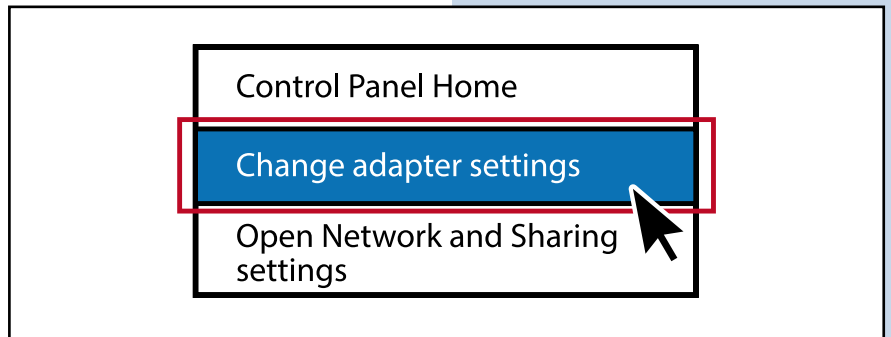 Control Panel Home
Change adapter settings
Open Network and Sharing
settings